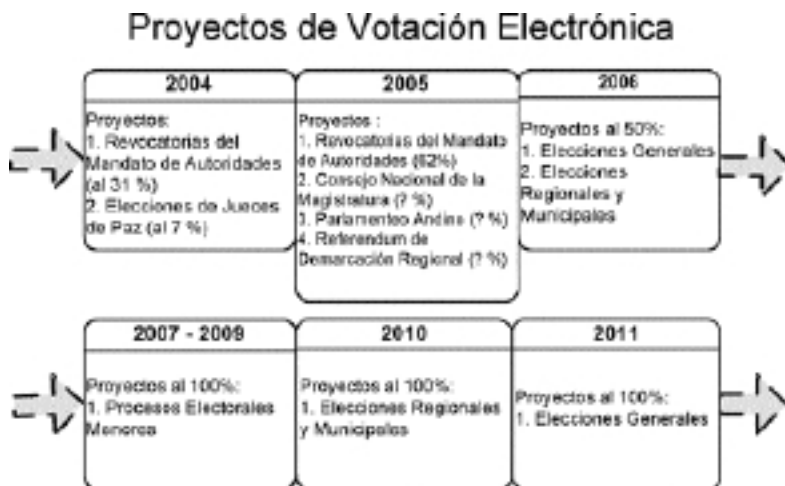 Proyectos de Votación Electrónica
2004
Proyectos:
1. Revocatorias del
Mandato de Autoridades
(al 31 %)
2. Elecciones de Jueces
de Paz (al 7 %)
2005
Proyectos :
1. Revocatorias del Mandato
de Autoridades (62%)
2. Consejo Nacional de la
Magistratura (? %)
3. Parlamenteo Andino (? %)
4. Referendum de
Demarcación Regional (? %)
2006
Proyectos al 50%:
1. Elecciones Generales
2. Elecciones
Regionales y
Municipales
2007 - 2009
Proyectos al 100%:
1. Procesos Electorales
Menores
2010
Proyectos al 100%:
1. Elecciones Regionales
y Municipales
2011
Proyectos al 100%:
1. Elecciones Generales